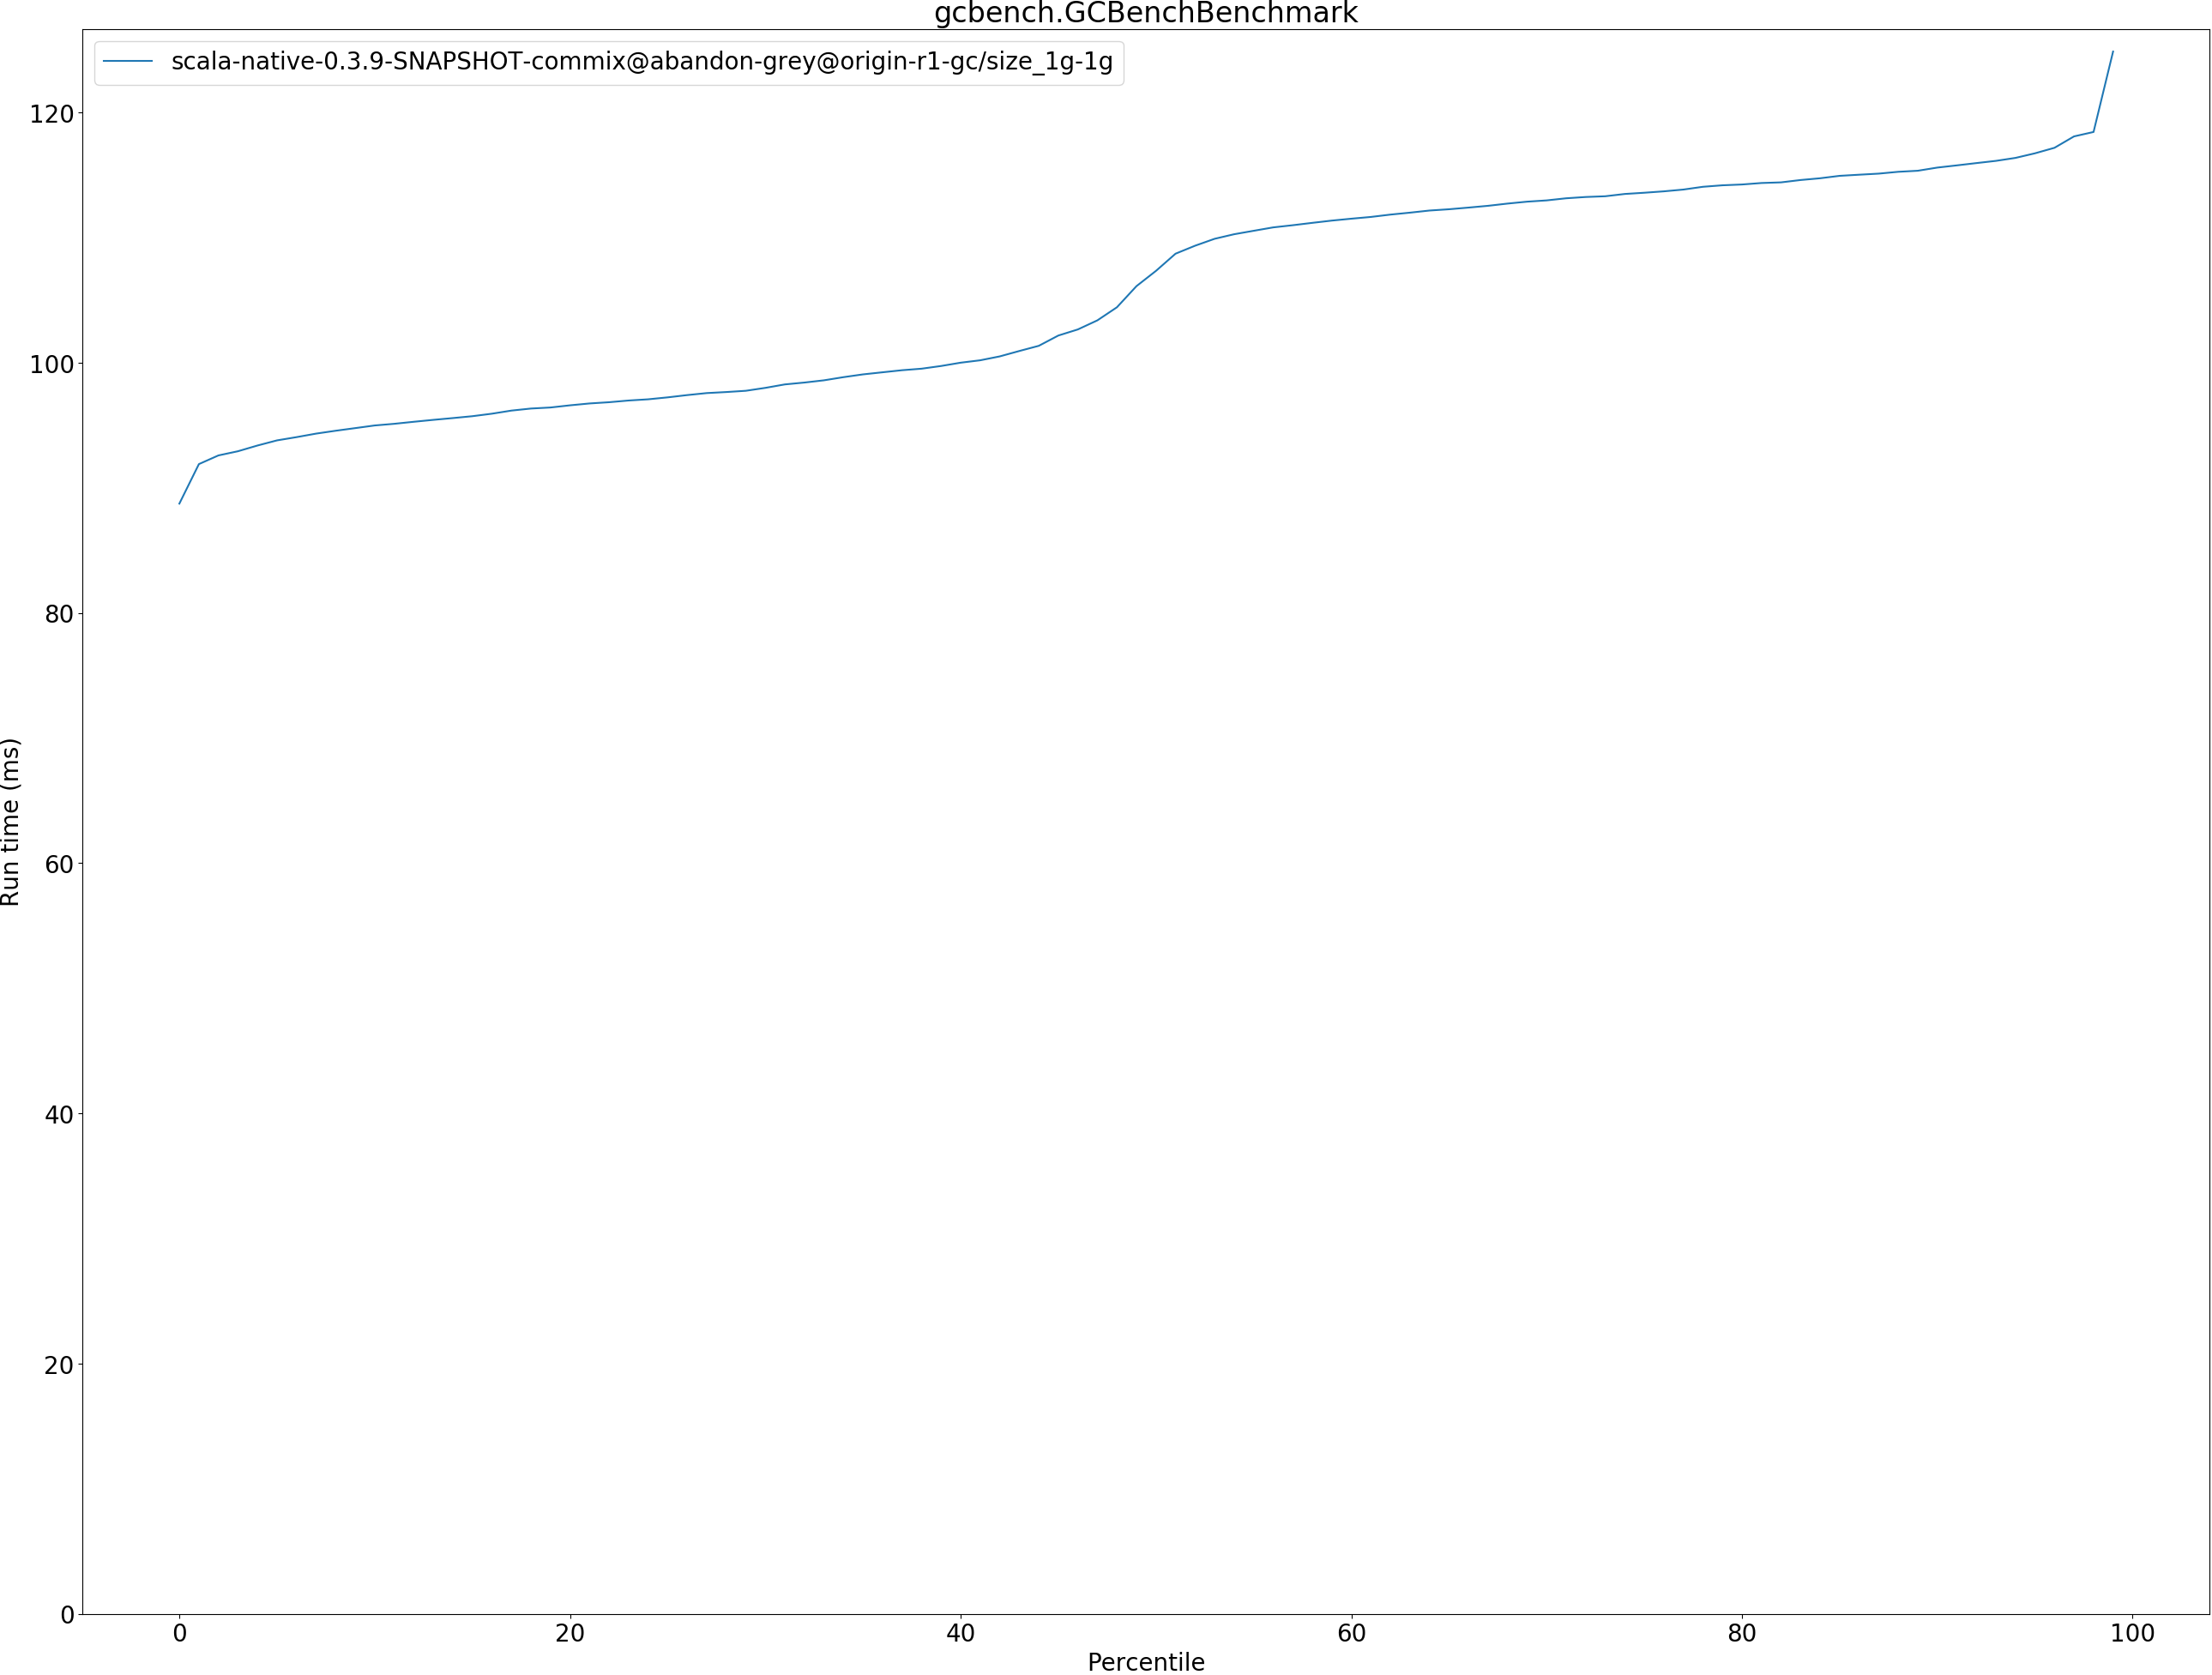 gcbench.GCBenchBenchmark
scala-native-0.3.9-SNAPSHOT-commix@abandon-grey@origin-r1-gc/size_1g-1g
120
100
80
60
40
20
0
Run time (ms)
0 20 40 60 80 100
Percentile